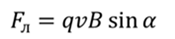 Fл = qvB sin α